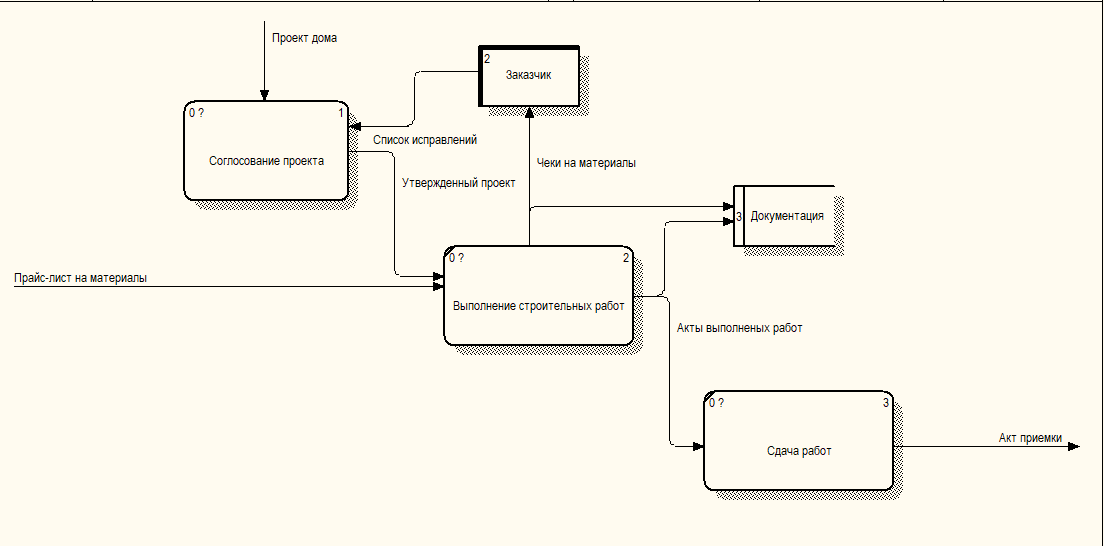 Проект дома
2
Заказчик
0 ?
1
Соглосование проекта
Список исправлений
Чеки на материалы
Утвержденный проект
3
Документация
0 ?
2
Прайс-лист на материалы
Выполнение строительных работ
Акты выполненых работ
0 ?
3
Акт приемки
Сдача работ